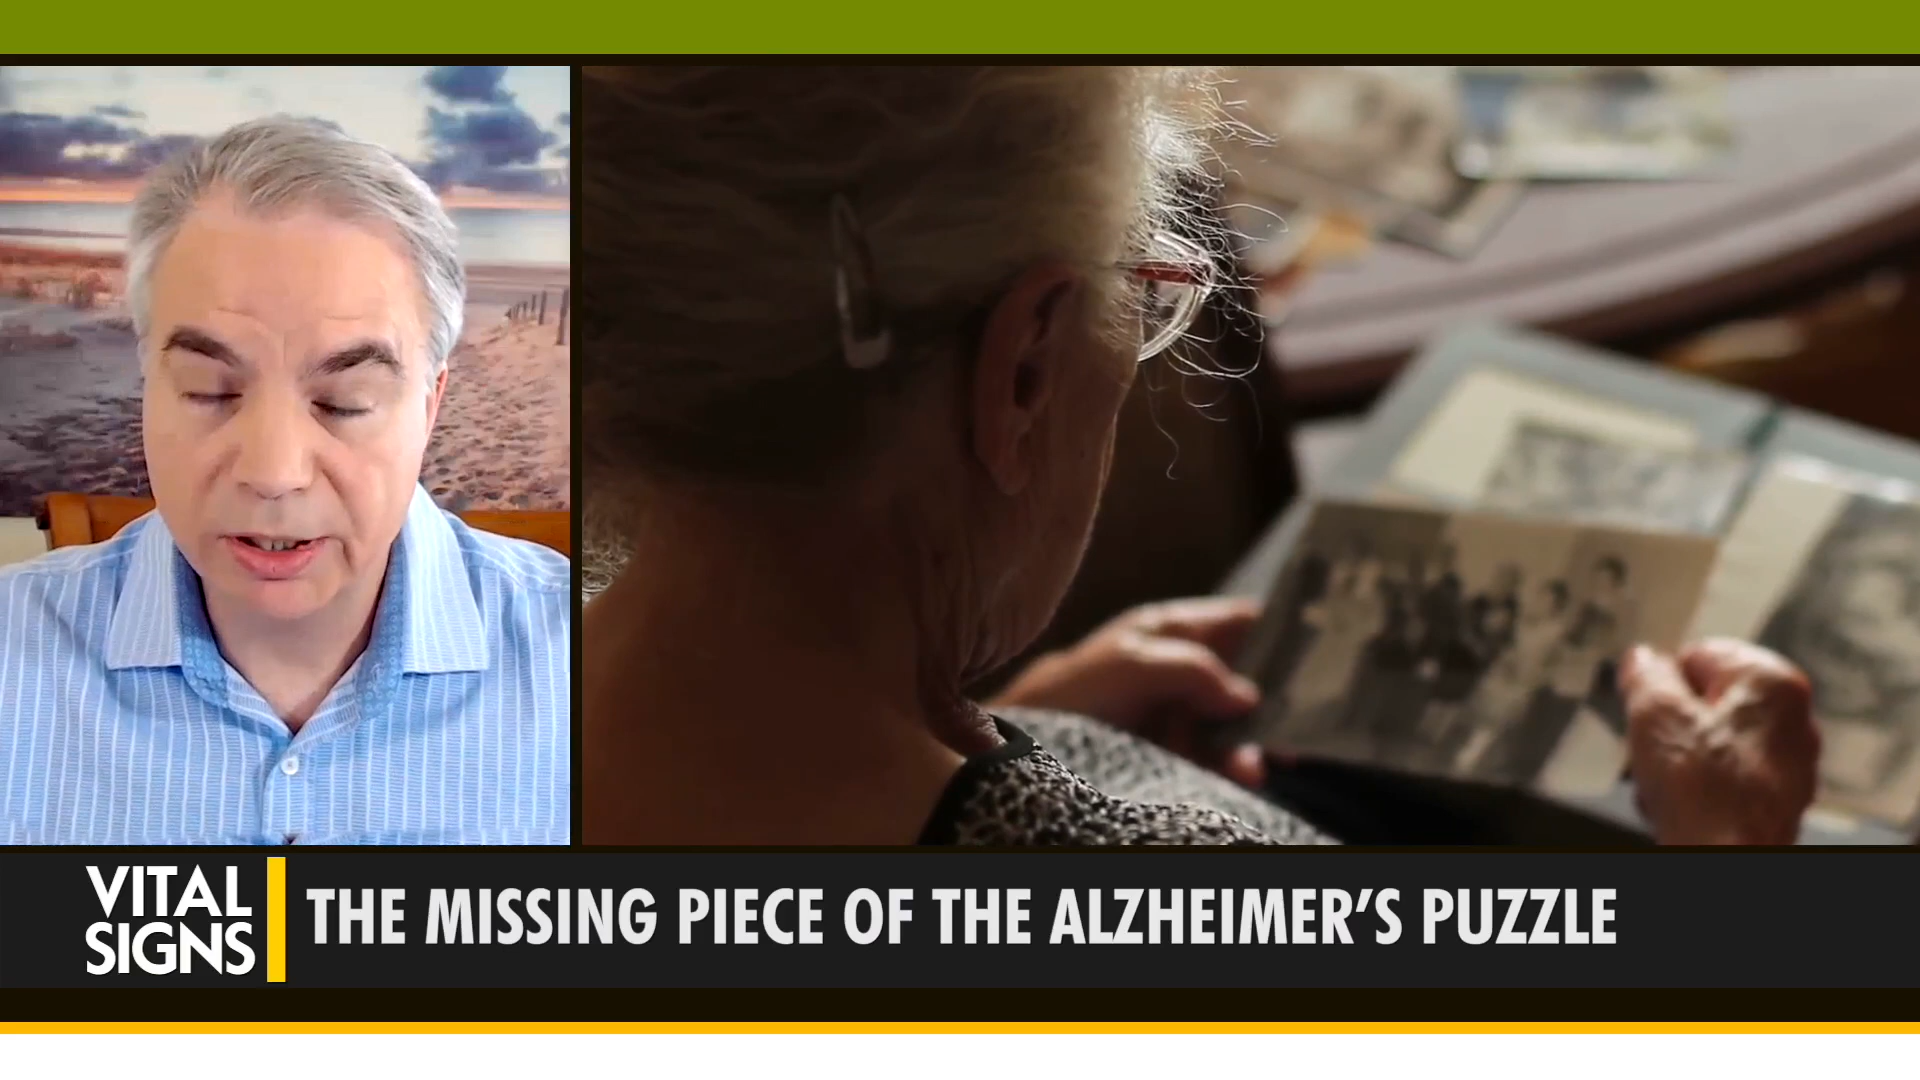 VITAL
SIGNS
THE MISSING PIECE OF THE ALZHEIMER’S PUZZLE